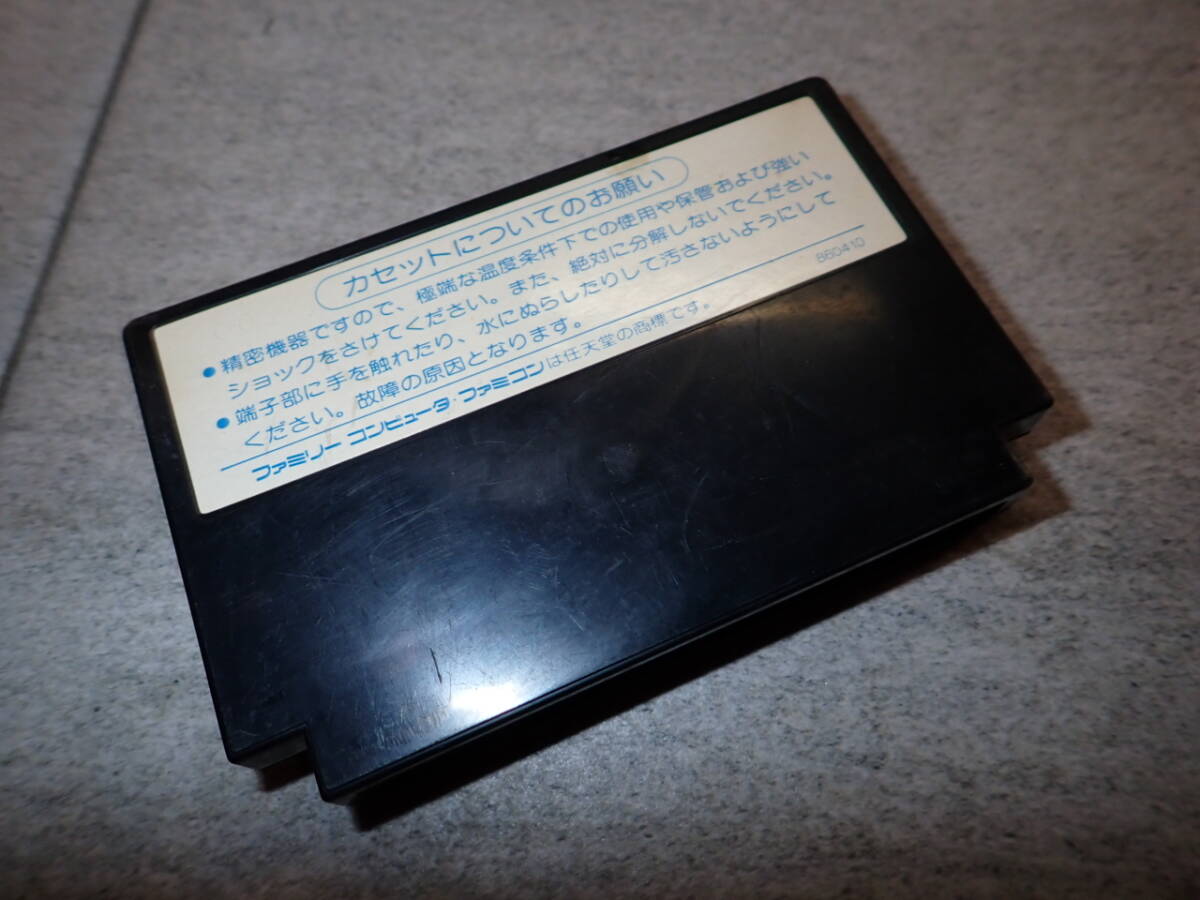 カセットについてのお願い
●精密機器ですので、極端な温度条件下での使用や保管および強い
ショックをさけてください。また、絶対に分解しないでください。
●端子部に手を触れたり、水にぬらしたりして汚さないようにして
ください。故障の原因となります。
860410
ファミリー コンピュータ・ファミコンは任天堂の商標です。